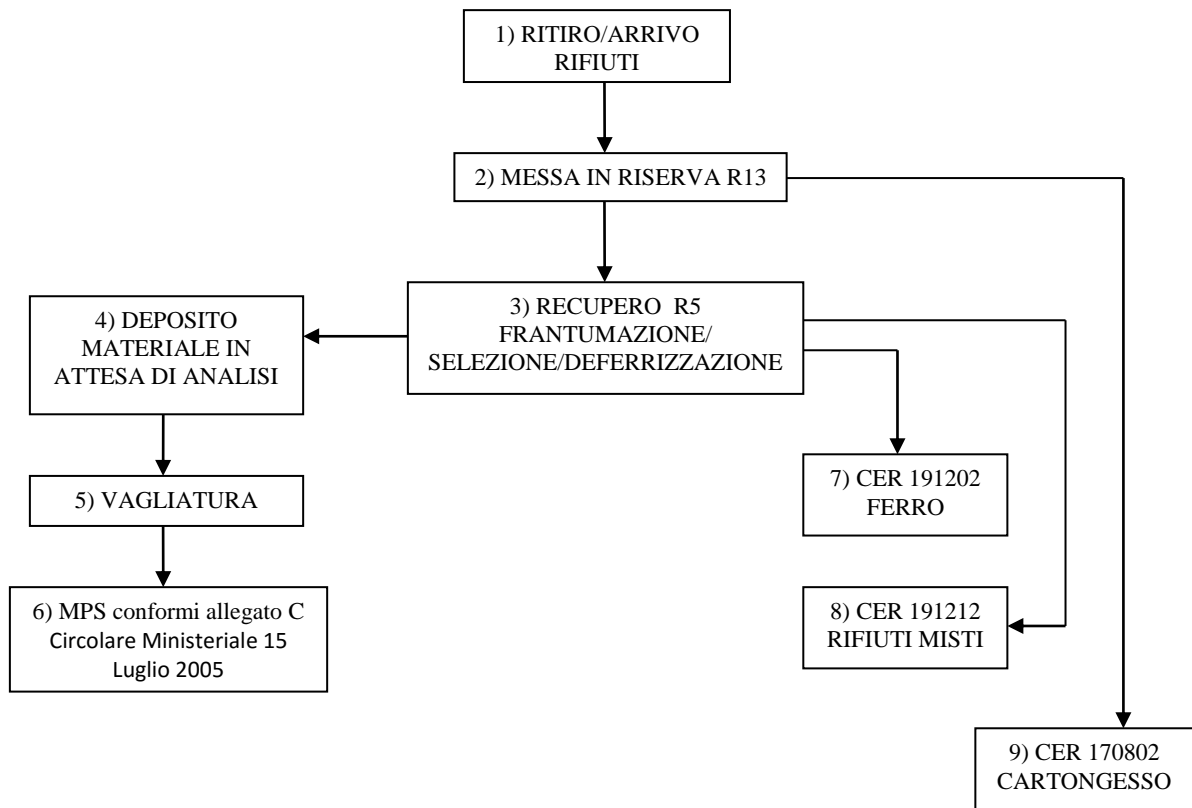 1) RITIRO/ARRIVO
RIFIUTI
2) MESSA IN RISERVA R13
3) RECUPERO R5
FRANTUMAZIONE/
SELEZIONE/DEFERRIZZAZIONE
4) DEPOSITO
MATERIALE IN
ATTESA DI ANALISI
5) VAGLIATURA
6) MPS conformi allegato C
Circolare Ministeriale 15
Luglio 2005
7) CER 191202
FERRO
8) CER 191212
RIFIUTI MISTI
9) CER 170802
CARTONGESSO